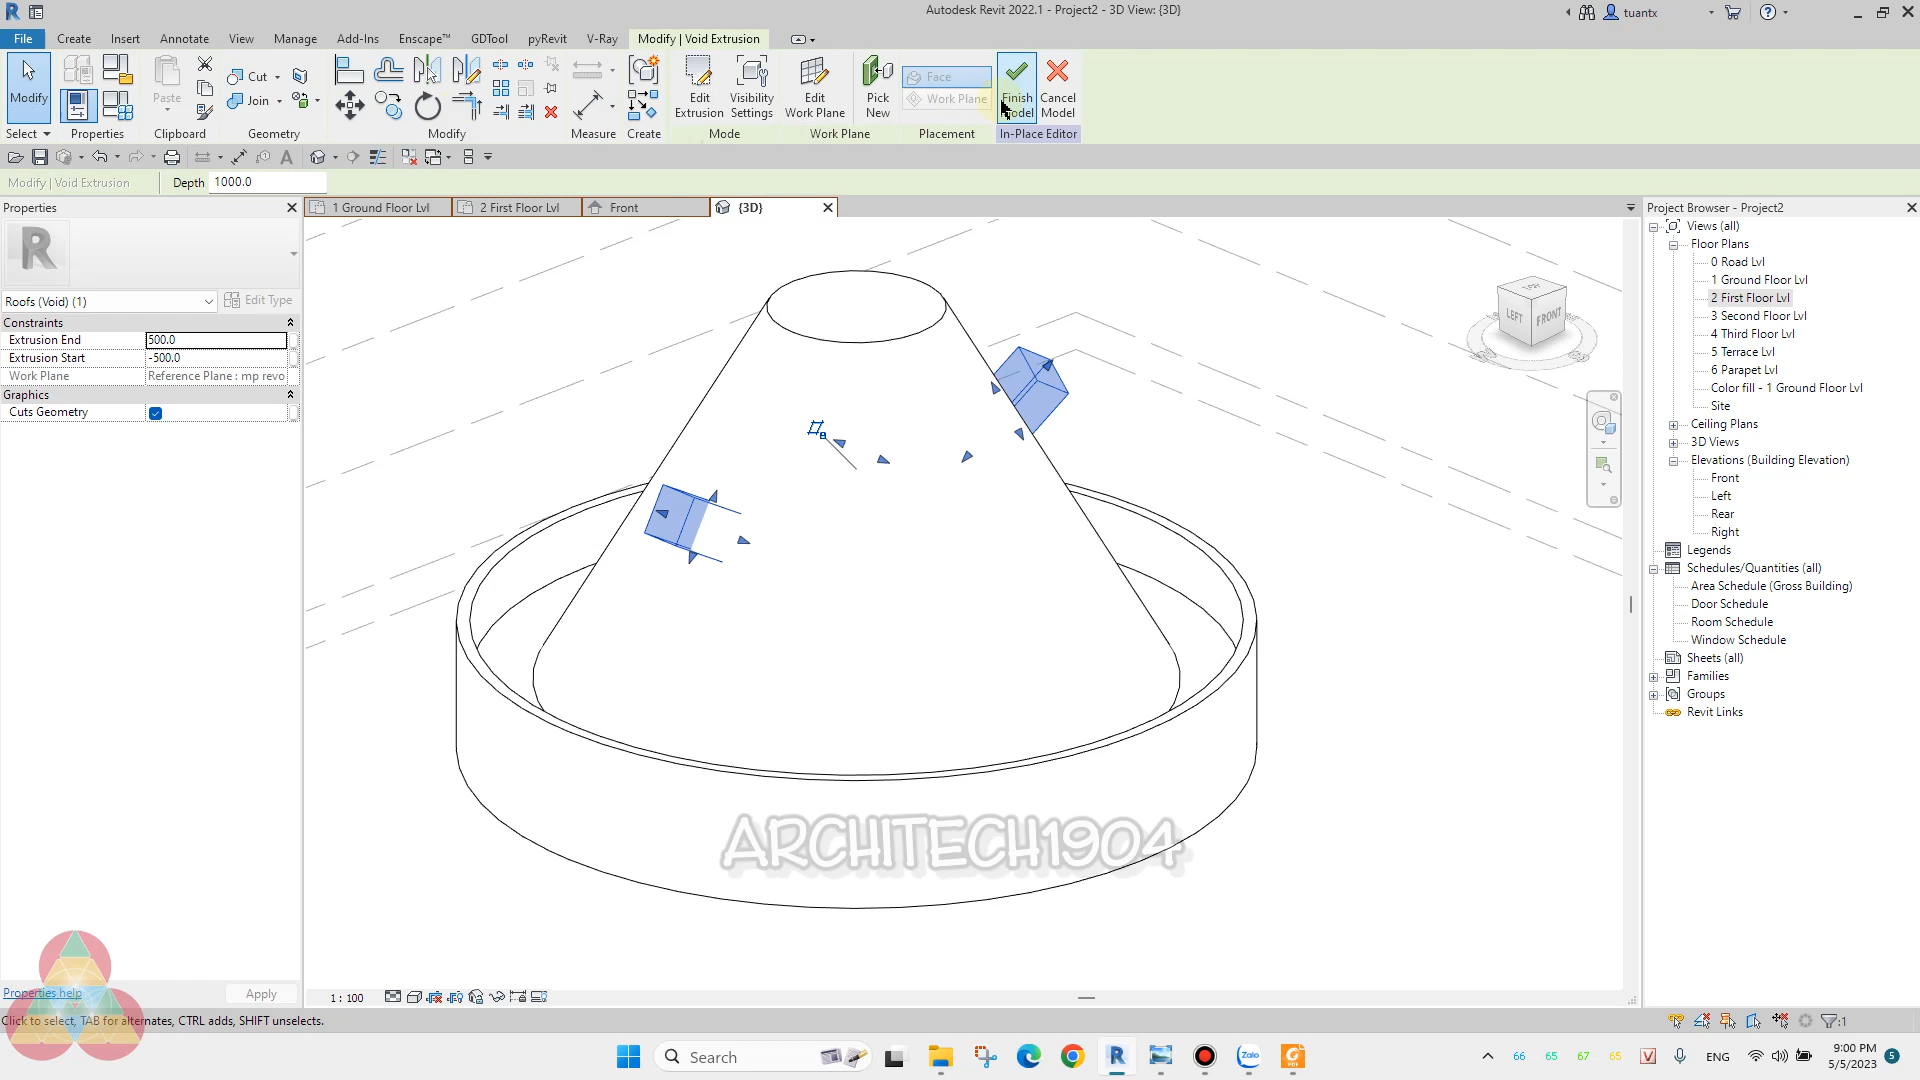 Autodesk Revit 2022.1 - Project2 - 3D View: {3D}
tuantx
File
Create
Insert
Annotate
View
Manage
Add-Ins
Enscape™
GDTool
pyRevit
V-Ray
Modify | Void Extrusion
Modify
Paste
Cut
Join
Edit
Extrusion
Visibility
Settings
Edit
Work Plane
Pick
New
Face
Work Plane
Finish
Model
Cancel
Model
Select
Properties
Clipboard
Geometry
Modify
Measure
Create
Mode
Work Plane
Placement
In-Place Editor
Modify | Void Extrusion
Depth
1000.0
Properties
1 Ground Floor Lvl
2 First Floor Lvl
Front
{3D}
Project Browser - Project2
Roofs (Void) (1)
Edit Type
Constraints
Extrusion End
500.0
Extrusion Start
-500.0
Work Plane
Reference Plane : mp revo
Graphics
Cuts Geometry
LEFT
FRONT
Views (all)
Floor Plans
0 Road Lvl
1 Ground Floor Lvl
2 First Floor Lvl
3 Second Floor Lvl
4 Third Floor Lvl
5 Terrace Lvl
6 Parapet Lvl
Color fill - 1 Ground Floor Lvl
Site
Ceiling Plans
3D Views
Elevations (Building Elevation)
Front
Left
Rear
Right
Legends
Schedules/Quantities (all)
Area Schedule (Gross Building)
Door Schedule
Room Schedule
Window Schedule
Sheets (all)
Families
Groups
Revit Links
ARCHITECH1904
Properties help
Apply
1 : 100
Click to select, TAB for alternates, CTRL adds, SHIFT unselects.
:1
Search
Zalo
66
65
67
65
ENG
9:00 PM
5/5/2023
5